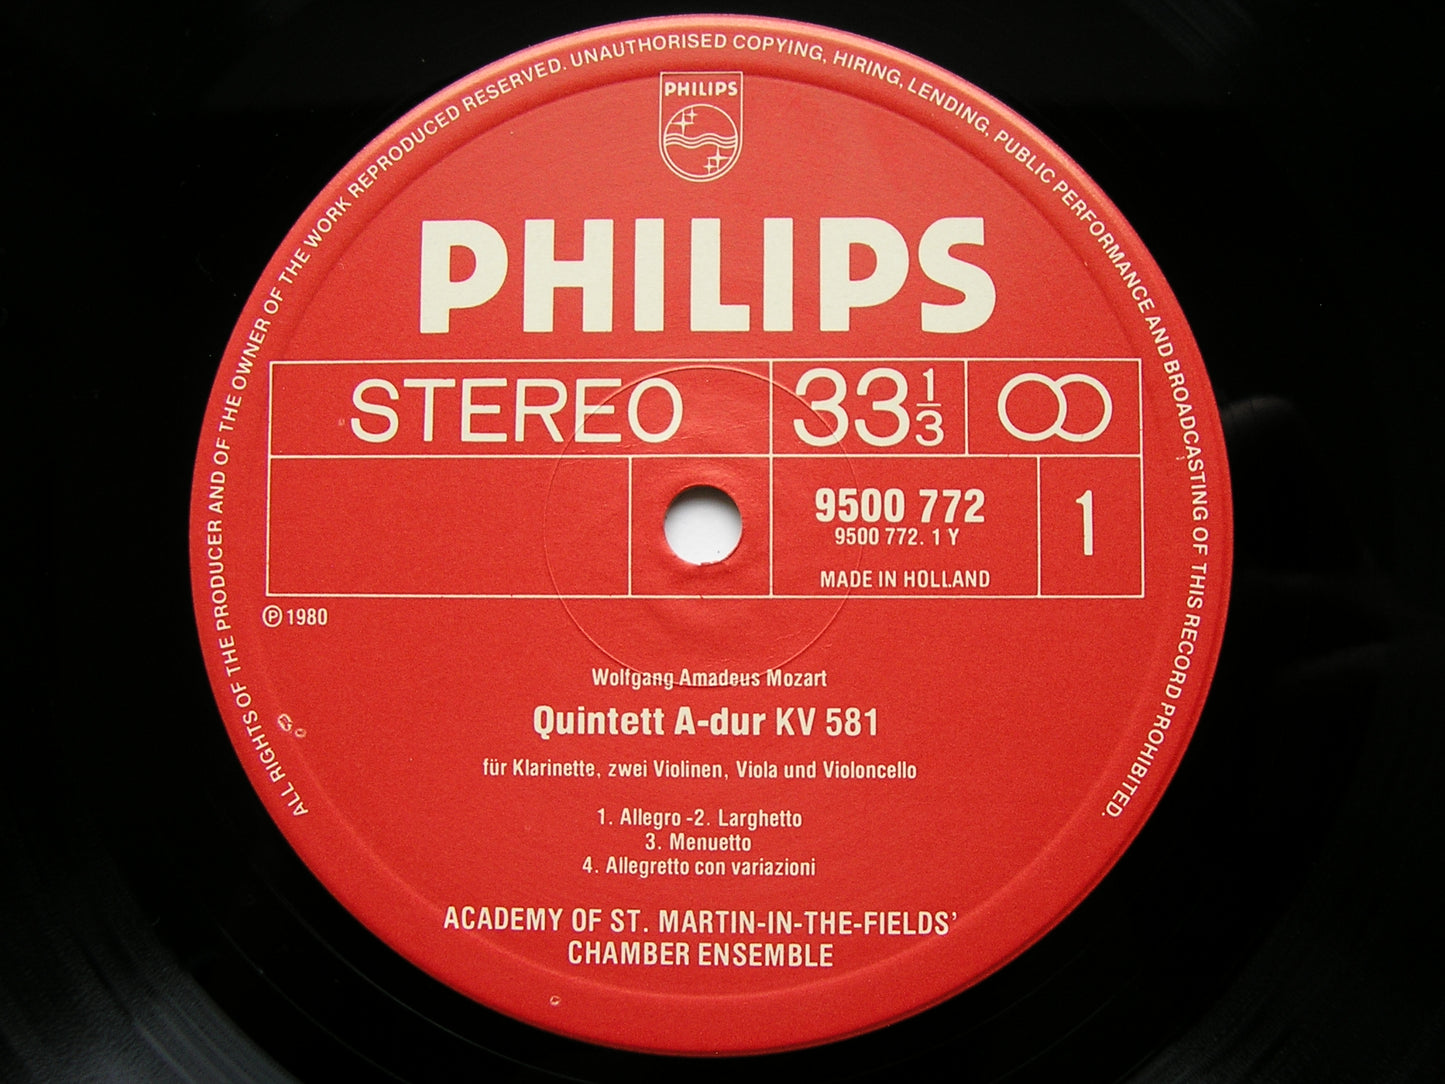 ALL RIGHTS OF THE PRODUCER AND OF THE OWNER OF THE WORK REPRODUCED RESERVED. UNAUTHORISED COPYING, HIRING, LENDING, PUBLIC PERFORMANCE AND BROADCASTING OF THIS RECORD PROHIBITED.
PHILIPS
PHILIPS
STEREO 33 1/3
9500 772 1
9500 772. 1 Y
MADE IN HOLLAND
℗ 1980
Wolfgang Amadeus Mozart
Quintett A-dur KV 581
für Klarinette, zwei Violinen, Viola und Violoncello
1. Allegro -2. Larghetto
3. Menuetto
4. Allegretto con variazioni
ACADEMY OF ST. MARTIN-IN-THE-FIELDS'
CHAMBER ENSEMBLE